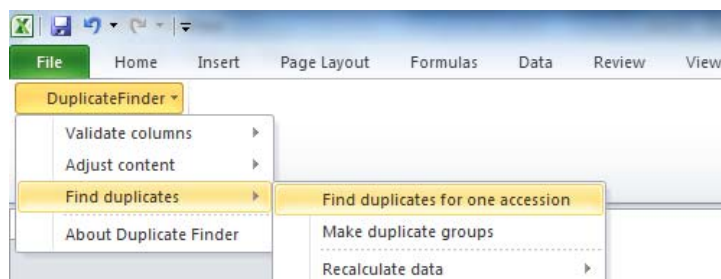 File Home Insert Page Layout Formulas Data Review View
DuplicateFinder
Validate columns
Adjust content
Find duplicates
Find duplicates for one accession
About Duplicate Finder
Make duplicate groups
Recalculate data